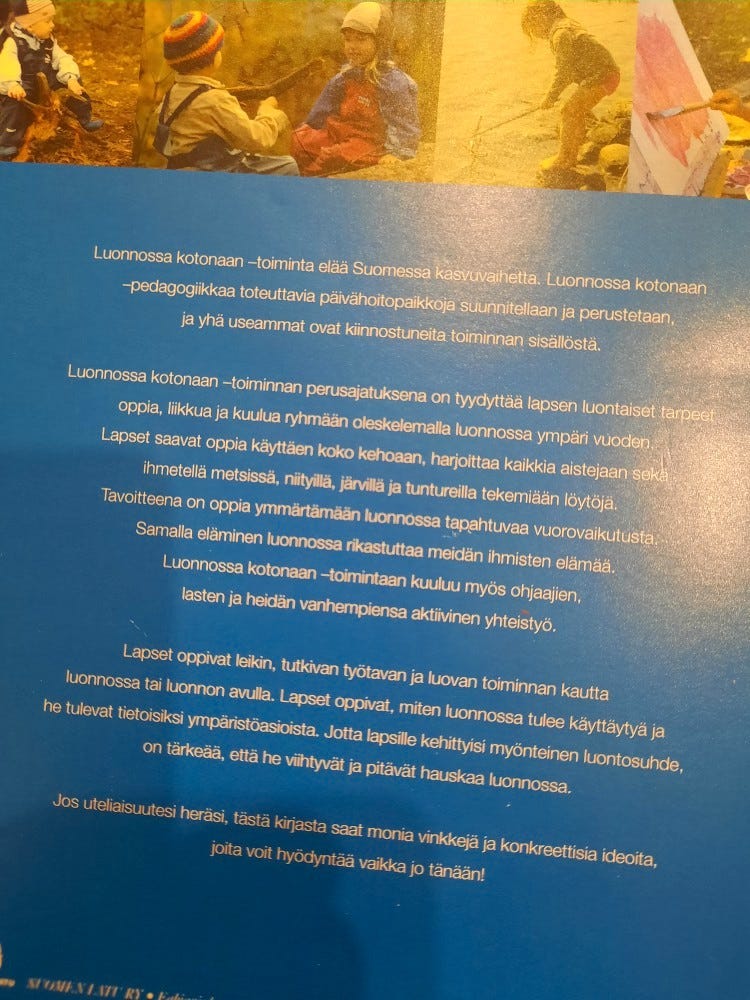 Luonnossa kotonaan –toiminta elää Suomessa kasvuvaihetta. Luonnossa kotonaan
–pedagogiikkaa toteuttavia päivähoitopaikkoja suunnitellaan ja perustetaan,
ja yhä useammat ovat kiinnostuneita toiminnan sisällöstä.
Luonnossa kotonaan –toiminnan perusajatuksena on tyydyttää lapsen luontaiset tarpeet
oppia, liikkua ja kuulua ryhmään oleskelemalla luonnossa ympäri vuoden.
Lapset saavat oppia käyttäen koko kehoaan, harjoittaa kaikkia aistejaan sekä
ihmetellä metsissä, niityillä, järvillä ja tuntureilla tekemiään löytöjä.
Tavoitteena on oppia ymmärtämään luonnossa tapahtuvaa vuorovaikutusta.
Samalla eläminen luonnossa rikastuttaa meidän ihmisten elämää.
Luonnossa kotonaan –toimintaan kuuluu myös ohjaajien,
lasten ja heidän vanhempiensa aktiivinen yhteistyö.
Lapset oppivat leikin, tutkivan työtavan ja luovan toiminnan kautta
luonnossa tai luonnon avulla. Lapset oppivat, miten luonnossa tulee käyttäytyä ja
he tulevat tietoisiksi ympäristöasioista. Jotta lapsille kehittyisi myönteinen luontosuhde,
on tärkeää, että he viihtyvät ja pitävät hauskaa luonnossa.
Jos uteliaisuutesi heräsi, tästä kirjasta saat monia vinkkejä ja konkreettisia ideoita,
joita voit hyödyntää vaikka jo tänään!
SUOMEN LATU RY •